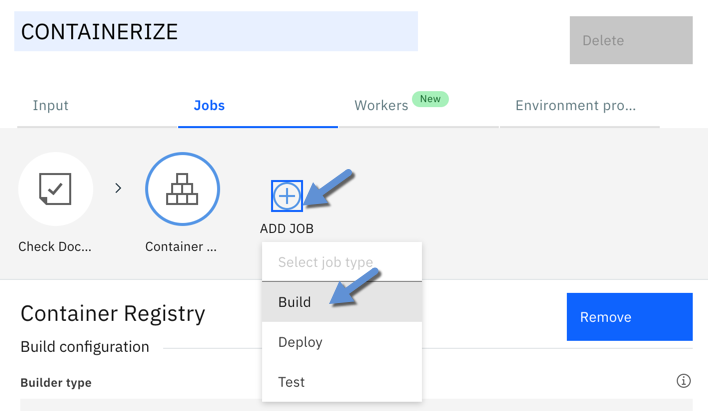 CONTAINERIZE
Delete
Input
Jobs
Workers New
Environment pro...
Check Doc...
Container ...
ADD JOB
Select job type
Build
Deploy
Test
Container Registry
Remove
Build configuration
Builder type